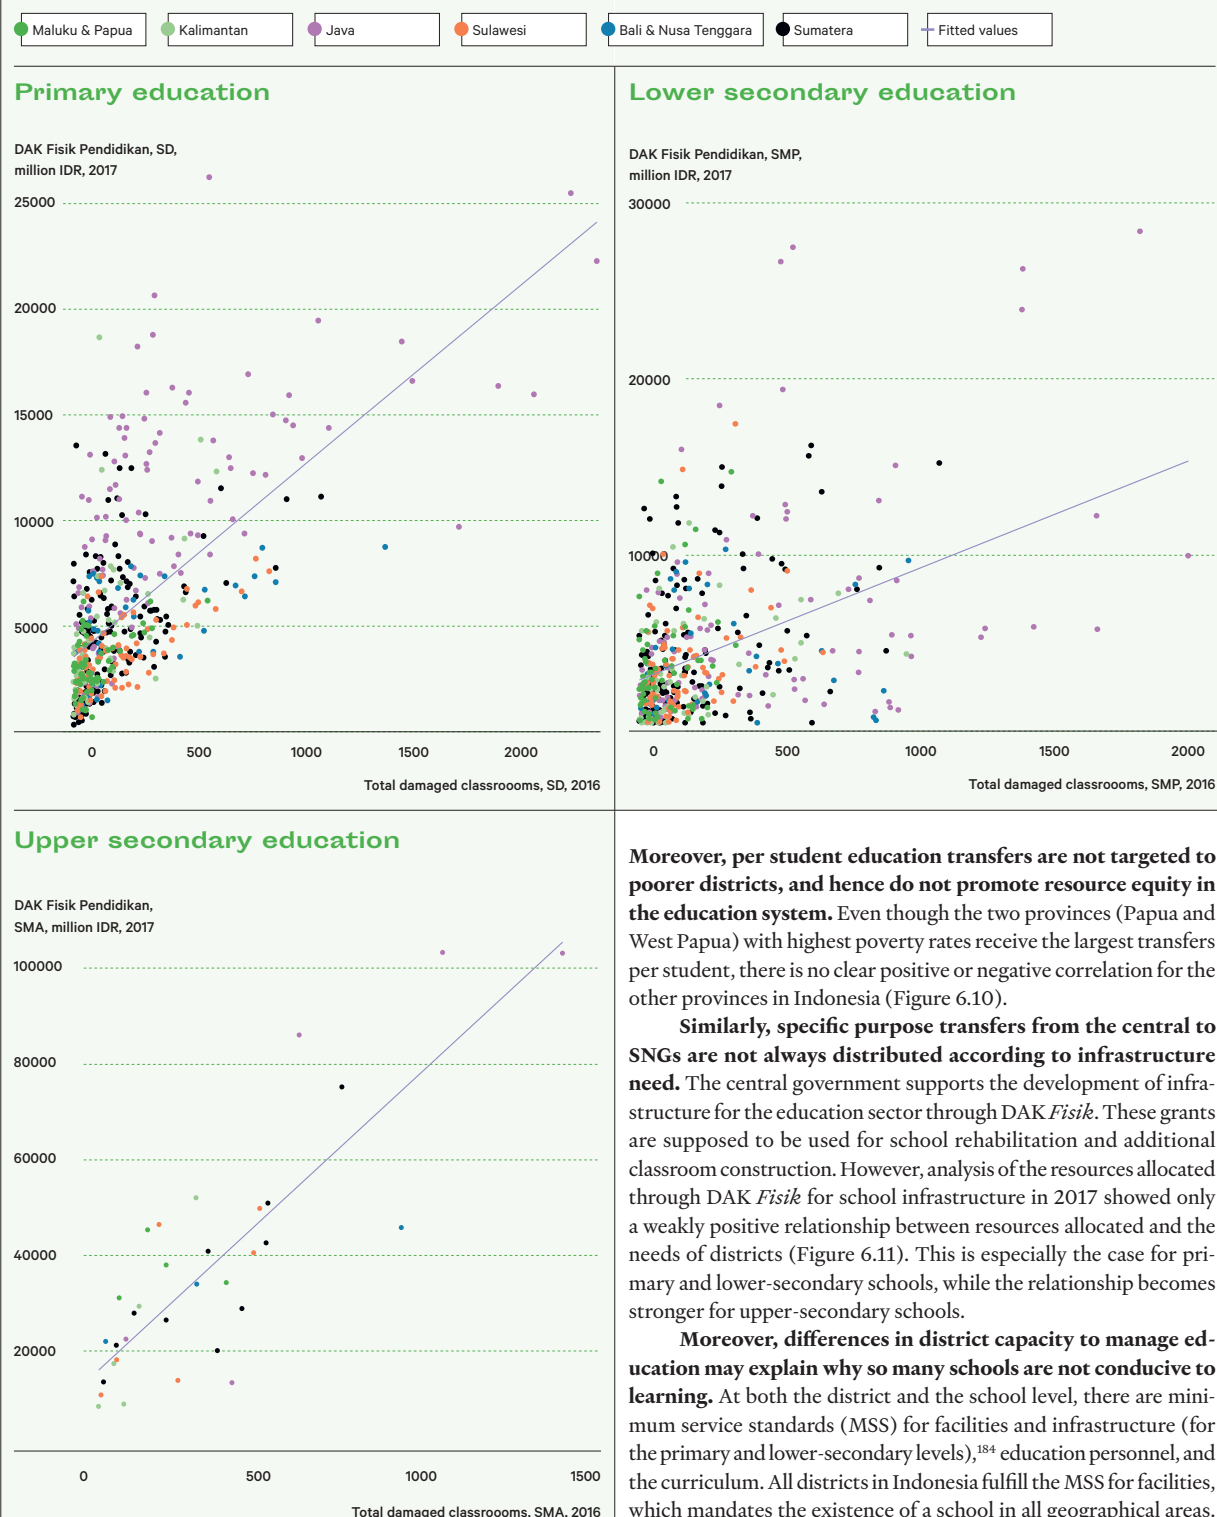 Maluku & Papua
Kalimantan
Java
Sulawesi
Bali & Nusa Tenggara
Sumatera
Fitted values
Primary education
DAK Fisik Pendidikan, SD,
million IDR, 2017
25000
20000
15000
10000
5000
0
500
1000
1500
2000
Total damaged classroooms, SD, 2016
Lower secondary education
DAK Fisik Pendidikan, SMP,
million IDR, 2017
30000
20000
10000
0
500
1000
1500
2000
Total damaged classroooms, SMP, 2016
Upper secondary education
DAK Fisik Pendidikan,
SMA, million IDR, 2017
100000
80000
60000
40000
20000
0
500
1000
1500
Total damaged classroooms, SMA, 2016
Moreover, per student education transfers are not targeted to
poorer districts, and hence do not promote resource equity in
the education system. Even though the two provinces (Papua and
West Papua) with highest poverty rates receive the largest transfers
per student, there is no clear positive or negative correlation for the
other provinces in Indonesia (Figure 6.10).
Similarly, specific purpose transfers from the central to
SNGs are not always distributed according to infrastructure
need. The central government supports the development of infra-
structure for the education sector through DAK Fisik. These grants
are supposed to be used for school rehabilitation and additional
classroom construction. However, analysis of the resources allocated
through DAK Fisik for school infrastructure in 2017 showed only
a weakly positive relationship between resources allocated and the
needs of districts (Figure 6.11). This is especially the case for pri-
mary and lower-secondary schools, while the relationship becomes
stronger for upper-secondary schools.
Moreover, differences in district capacity to manage ed-
ucation may explain why so many schools are not conducive to
learning. At both the district and the school level, there are mini-
mum service standards (MSS) for facilities and infrastructure (for
the primary and lower-secondary levels),184 education personnel, and
the curriculum. All districts in Indonesia fulfill the MSS for facilities,
which mandates the existence of a school in all geographical areas.